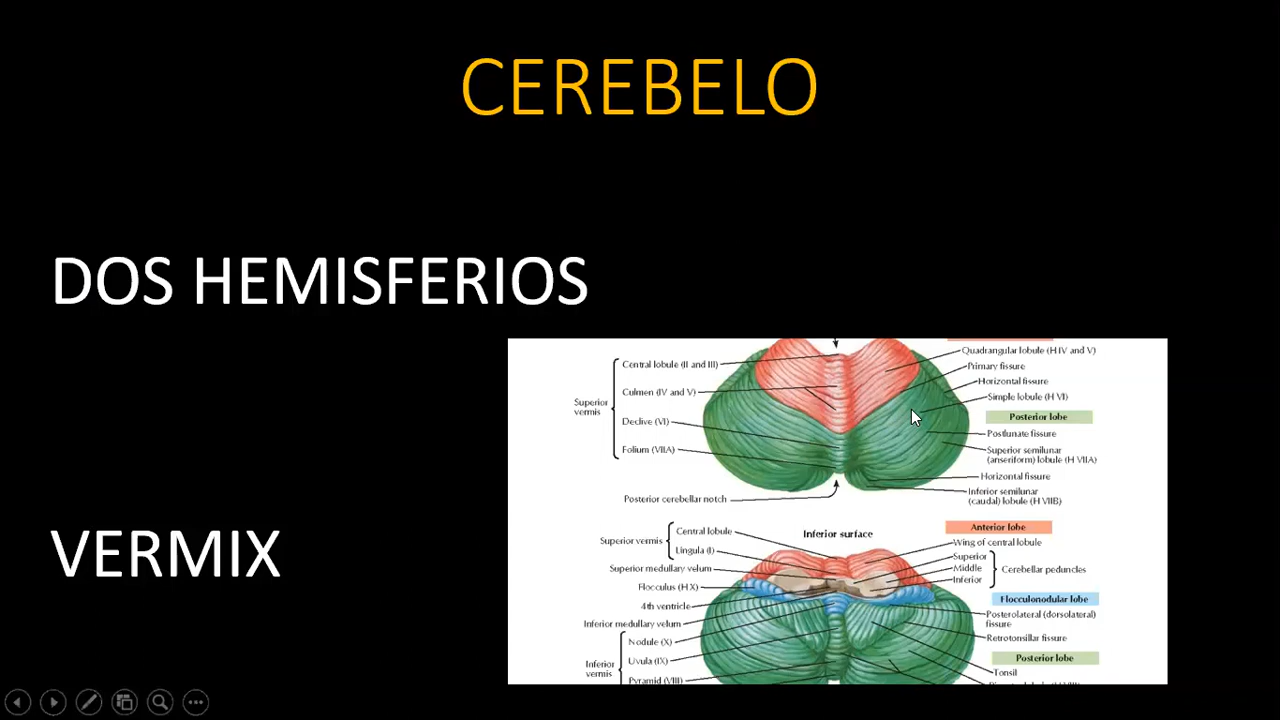 CEREBELO
DOS HEMISFERIOS
VERMIX
Central lobule (II and III)
Culmen (IV and V)
Superior
vermis
Declive (VI)
Folium (VIIA)
Posterior cerebellar notch
Quadrangular lobule (H IV and V)
Primary fissure
Horizontal fissure
Simple lobule (H VI)
Posterior lobe
Postlunate fissure
Superior semilunar
(anseriform) lobule (H VIIA)
Horizontal fissure
Inferior semilunar
(caudal) lobule (H VIIB)
Inferior surface
Central lobule
Superior vermis
Lingula (I)
Superior medullary velum
Flocculus (H X)
4th ventricle
Inferior medullary velum
Nodule (X)
Uvula (IX)
Inferior
vermis
Pyramid (VIII)
Anterior lobe
Wing of central lobule
Superior
Middle
Cerebellar peduncles
Inferior
Flocculonodular lobe
Posterolateral (dorsolateral)
fissure
Retrotonsillar fissure
Posterior lobe
Tonsil